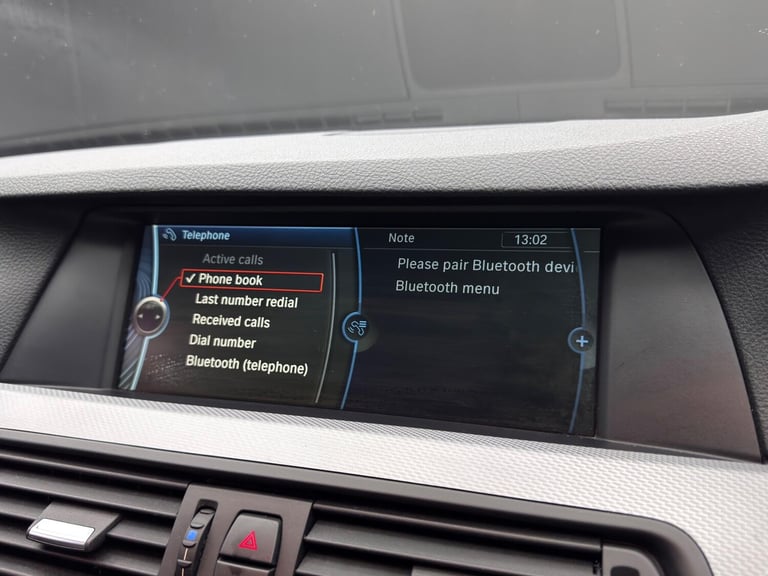 Telephone
Active calls
✓ Phone book
Last number redial
Received calls
Dial number
Bluetooth (telephone)
Note
13:02
Please pair Bluetooth devi
Bluetooth menu
+